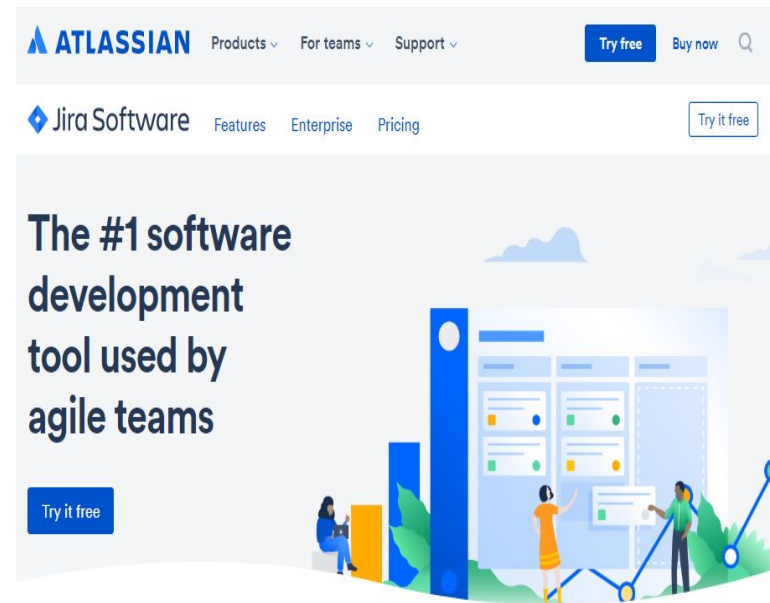 ATLASSIAN Products For teams Support Try free Buy now
Jira Software Features Enterprise Pricing Try it free
The #1 software
development
tool used by
agile teams
Try it free